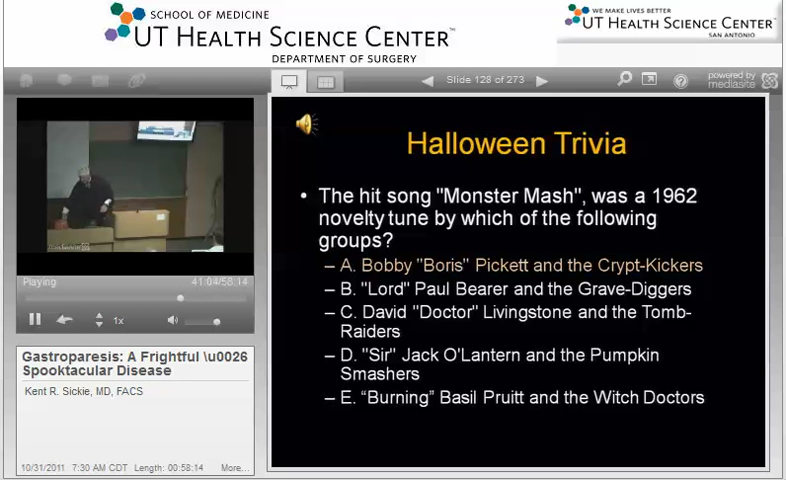 SCHOOL OF MEDICINE
UT HEALTH SCIENCE CENTER™
DEPARTMENT OF SURGERY
WE MAKE LIVES BETTER
UT HEALTH SCIENCE CENTER™
SAN ANTONIO
Slide 128 of 273
powered by
mediasite
Halloween Trivia
• The hit song "Monster Mash", was a 1962
novelty tune by which of the following
groups?
– A. Bobby "Boris" Pickett and the Crypt-Kickers
– B. "Lord" Paul Bearer and the Grave-Diggers
– C. David "Doctor" Livingstone and the Tomb-
Raiders
– D. "Sir" Jack O'Lantern and the Pumpkin
Smashers
– E. “Burning” Basil Pruitt and the Witch Doctors
Playing
41:04/58:14
1x
Gastroparesis: A Frightful \u0026
Spooktacular Disease
Kent R. Sickie, MD, FACS
10/31/2011 7:30 AM CDT Length: 00:58:14 More...